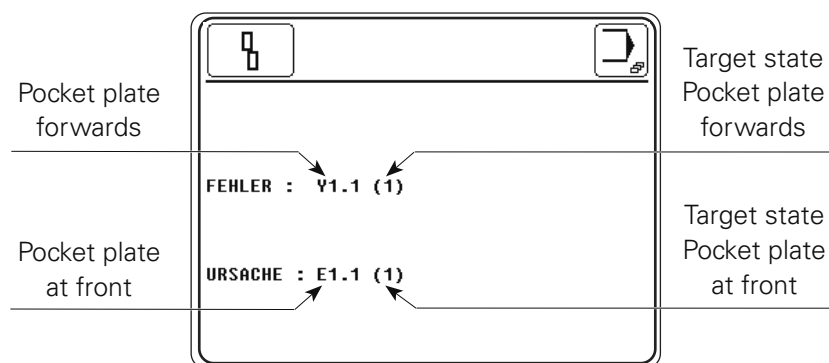 Pocket plate
forwards
Target state
Pocket plate
forwards
FEHLER : Y1.1 (1)
Pocket plate
at front
Target state
Pocket plate
at front
URSACHE : E1.1 (1)